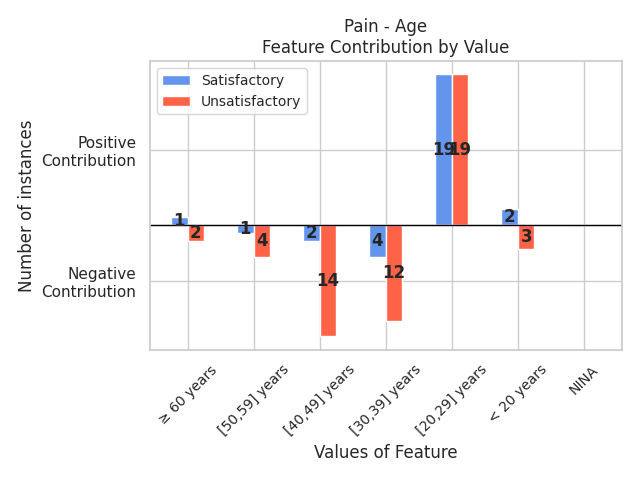 Pain - Age
Feature Contribution by Value
Satisfactory
Unsatisfactory
Number of instances
Positive
Contribution
Negative
Contribution
1
2
1
4
2
14
4
12
19
19
2
3
≥ 60 years
[50,59] years
[40,49] years
[30,39] years
[20,29] years
< 20 years
NINA
Values of Feature